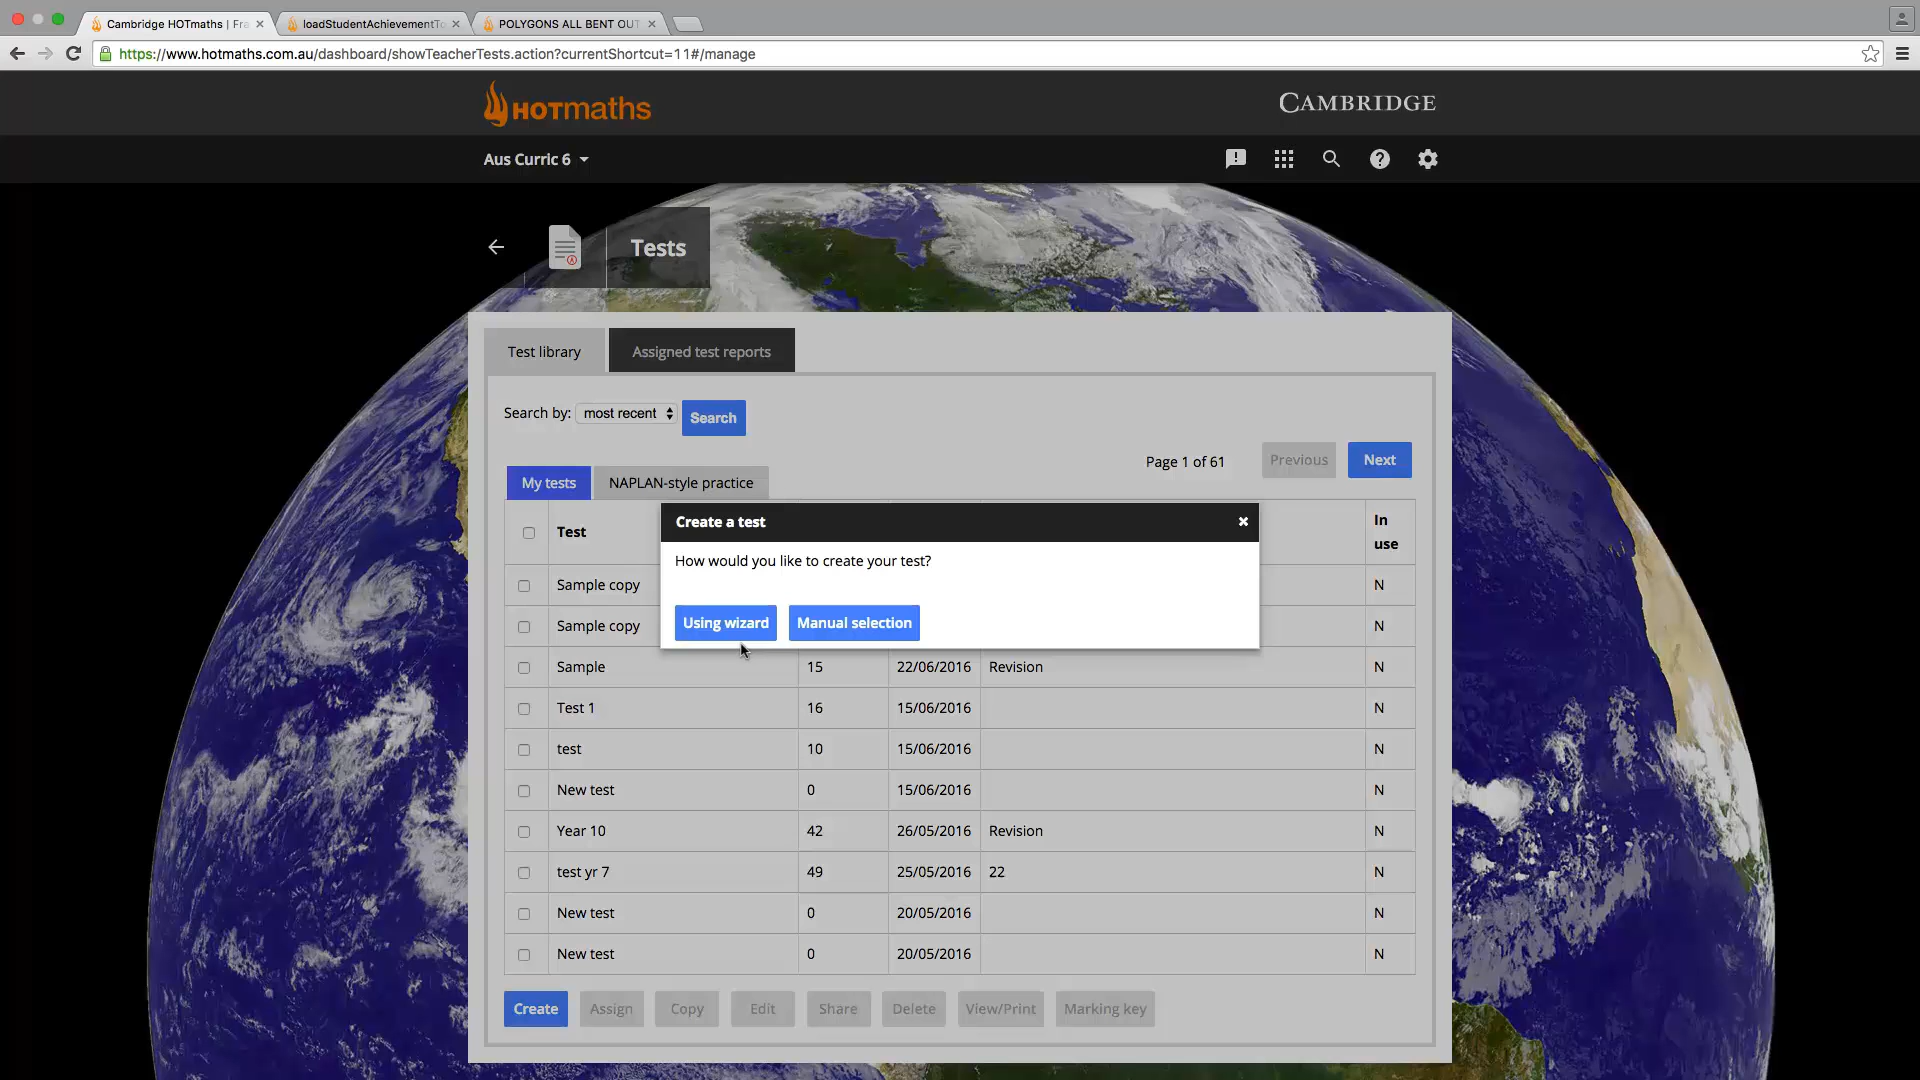 Cambridge HOTmaths | Fra
loadStudentAchievementTo
POLYGONS ALL BENT OUT
https://www.hotmaths.com.au/dashboard/showTeacherTests.action?currentShortcut=11#/manage
HOTmaths
CAMBRIDGE
Aus Curric 6
Tests
Test library
Assigned test reports
Search by: most recent Search
Page 1 of 61 Previous Next
My tests NAPLAN-style practice
Create a test
How would you like to create your test?
Using wizard Manual selection
Test In use
Sample copy N
Sample copy N
Sample 15 22/06/2016 Revision N
Test 1 16 15/06/2016 N
test 10 15/06/2016 N
New test 0 15/06/2016 N
Year 10 42 26/05/2016 Revision N
test yr 7 49 25/05/2016 22 N
New test 0 20/05/2016 N
New test 0 20/05/2016 N
Create Assign Copy Edit Share Delete View/Print Marking key